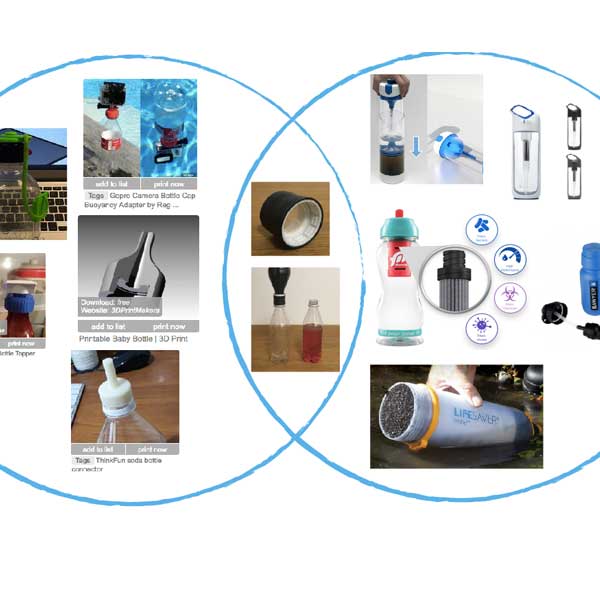 add to list print now
Tags Gopro Camera Bottle Cap
Buoyancy Adapter by Reg ...
Download: free
Website: 3DPrintMakers
add to list print now
Printable Baby Bottle | 3D Print
print now
ottle Topper
add to list print now
Tags ThinkFun soda bottle
connector
LIFESAVER
SAWYER